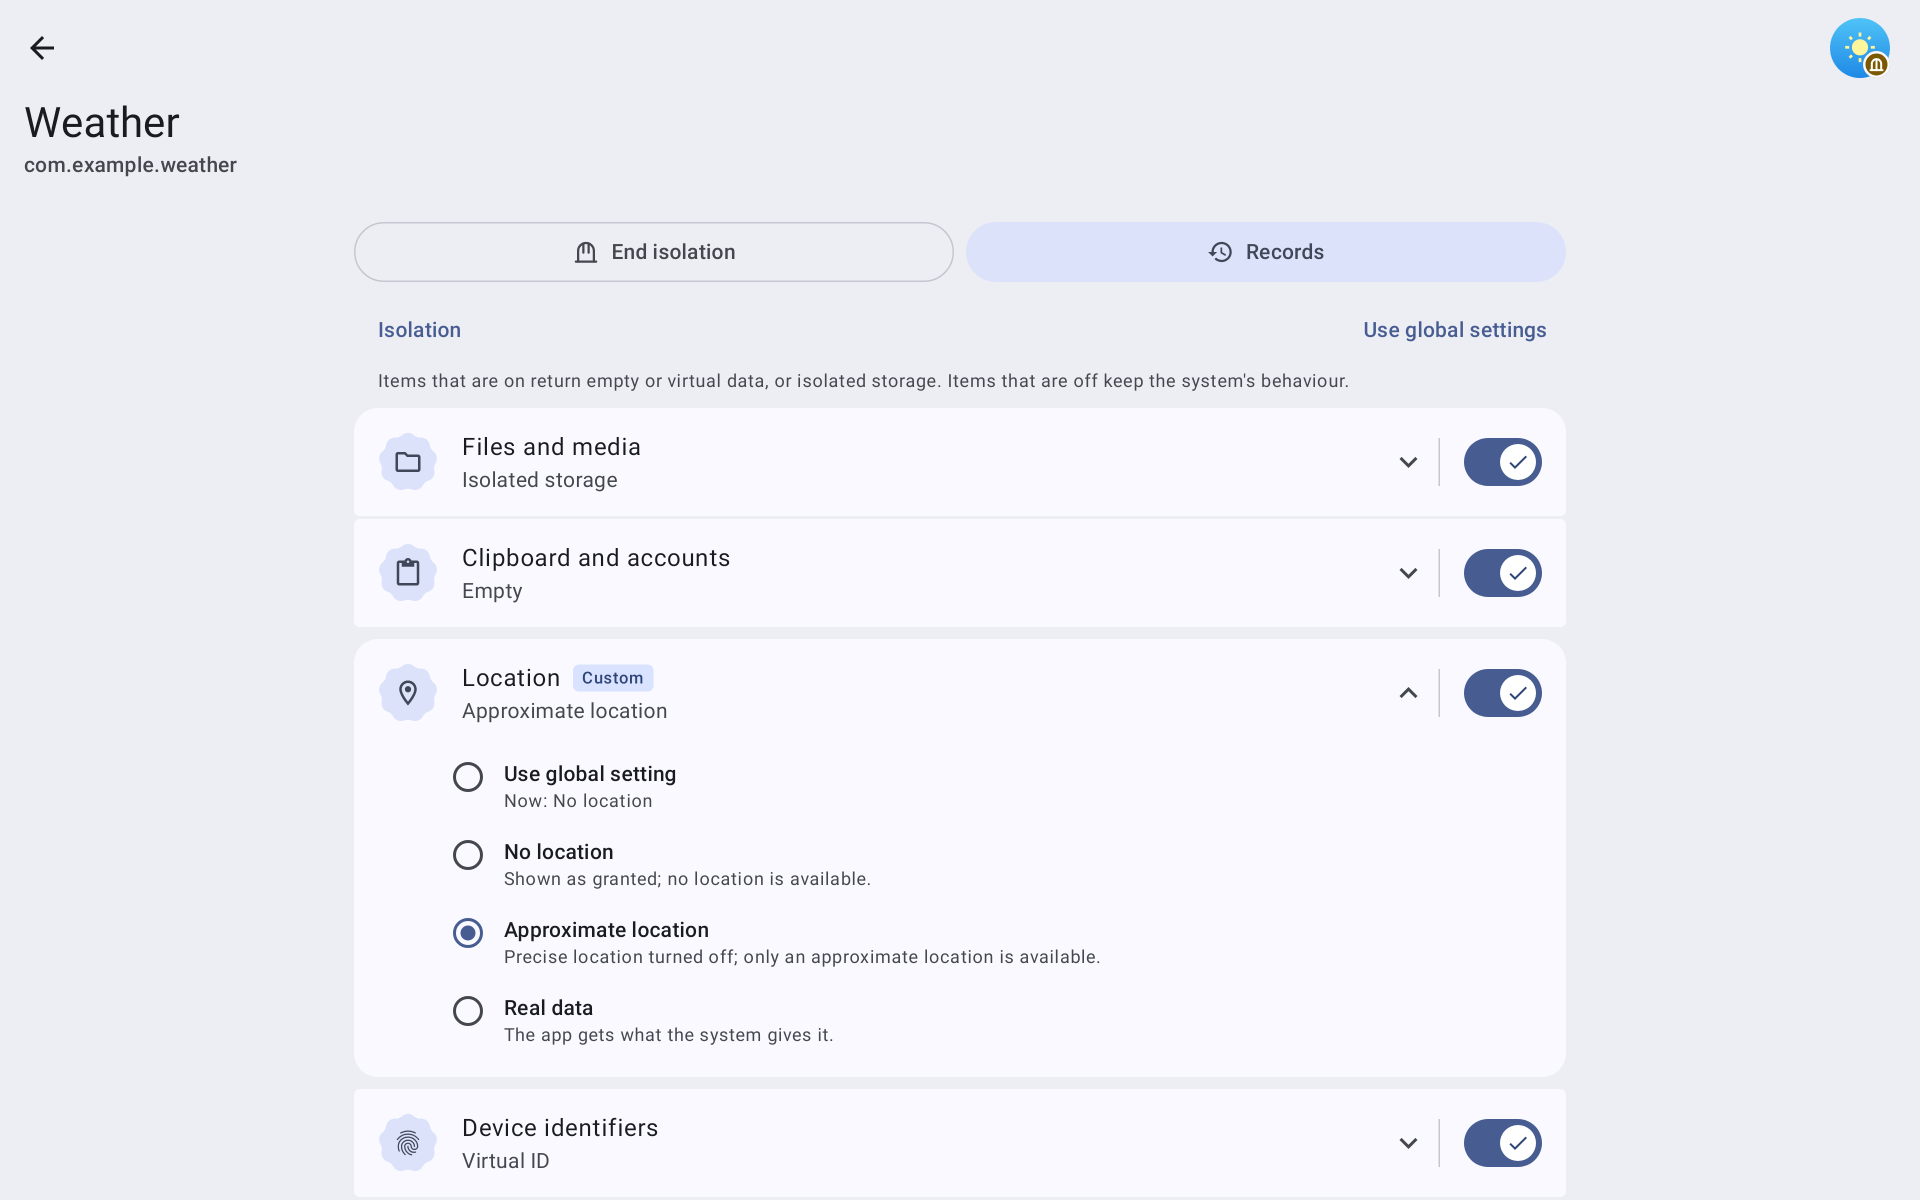 Weather
com.example.weather
End isolation
Records
Isolation
Use global settings
Items that are on return empty or virtual data, or isolated storage. Items that are off keep the system's behaviour.
Files and media
Isolated storage
Clipboard and accounts
Empty
Location Custom
Approximate location
Use global setting
Now: No location
No location
Shown as granted; no location is available.
Approximate location
Precise location turned off; only an approximate location is available.
Real data
The app gets what the system gives it.
Device identifiers
Virtual ID